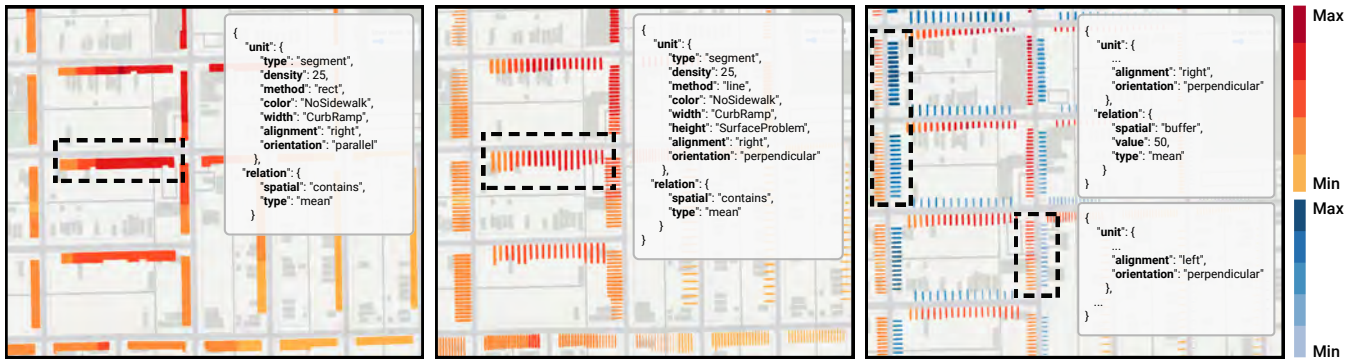 {
"unit": {
"type": "segment",
"density": 25,
"method": "rect",
"color": "NoSidewalk",
"width": "CurbRamp",
"alignment": "right",
"orientation": "parallel"
},
"relation": {
"spatial": "contains",
"type": "mean"
}
{
"unit": {
"type": "segment",
"density": 25,
"method": "line",
"color": "NoSidewalk",
"width": "CurbRamp",
"height": "SurfaceProblem",
"alignment": "right",
"orientation": "perpendicular"
},
"relation": {
"spatial": "contains",
"type": "mean"
}
}
{
"unit": {
...
"alignment": "right",
"orientation": "perpendicular"
},
"relation": {
"spatial": "buffer",
"value": 50,
"type": "mean"
}
}
{
"unit": {
...
"alignment": "left",
"orientation": "perpendicular"
},
...
}
Max
Min
Max
Min